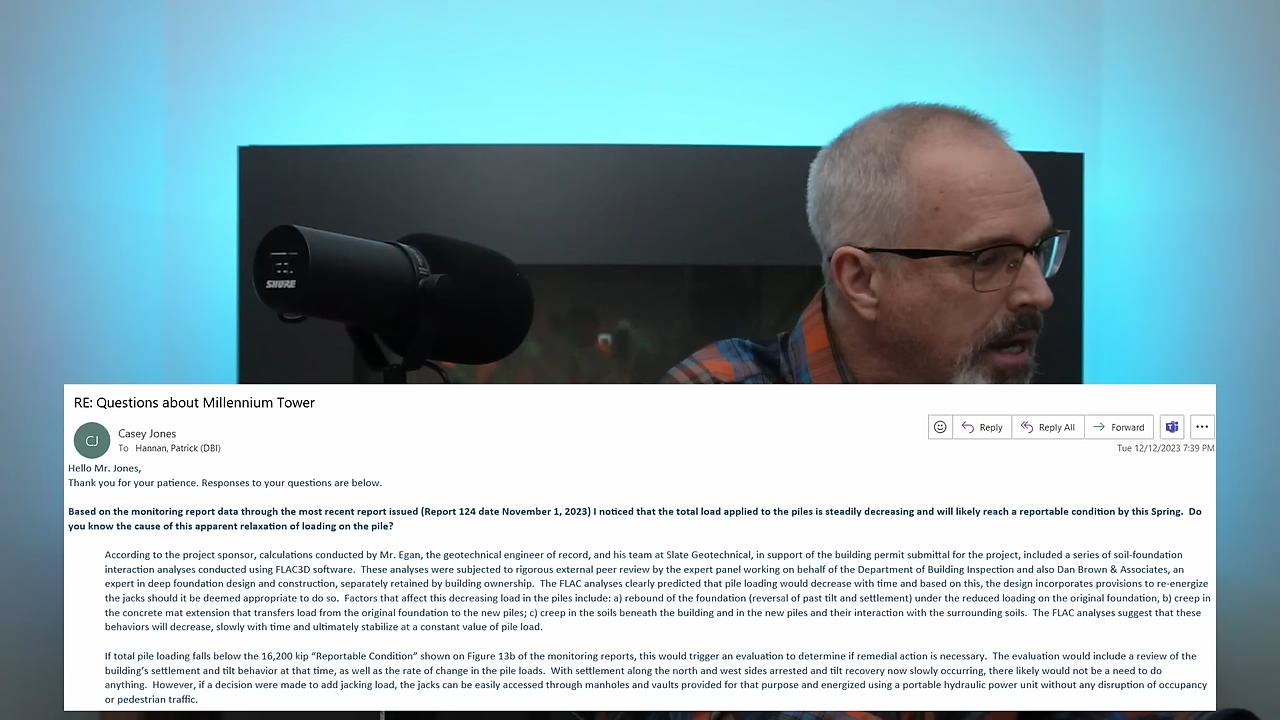 SHURE
RE: Questions about Millennium Tower
CJ
Casey Jones
To Hannan, Patrick (DBI)
Reply
Reply All
Forward
Tue 12/12/2023 7:39 PM
Hello Mr. Jones,
Thank you for your patience. Responses to your questions are below.
Based on the monitoring report data through the most recent report issued (Report 124 date November 1, 2023) I noticed that the total load applied to the piles is steadily decreasing and will likely reach a reportable condition by this Spring. Do
you know the cause of this apparent relaxation of loading on the pile?
According to the project sponsor, calculations conducted by Mr. Egan, the geotechnical engineer of record, and his team at Slate Geotechnical, in support of the building permit submittal for the project, included a series of soil-foundation
interaction analyses conducted using FLAC3D software. These analyses were subjected to rigorous external peer review by the expert panel working on behalf of the Department of Building Inspection and also Dan Brown & Associates, an
expert in deep foundation design and construction, separately retained by building ownership. The FLAC analyses clearly predicted that pile loading would decrease with time and based on this, the design incorporates provisions to re-energize
the jacks should it be deemed appropriate to do so. Factors that affect this decreasing load in the piles include: a) rebound of the foundation (reversal of past tilt and settlement) under the reduced loading on the original foundation, b) creep in
the concrete mat extension that transfers load from the original foundation to the new piles; c) creep in the soils beneath the building and in the new piles and their interaction with the surrounding soils. The FLAC analyses suggest that these
behaviors will decrease, slowly with time and ultimately stabilize at a constant value of pile load.
If total pile loading falls below the 16,200 kip “Reportable Condition” shown on Figure 13b of the monitoring reports, this would trigger an evaluation to determine if remedial action is necessary. The evaluation would include a review of the
building’s settlement and tilt behavior at that time, as well as the rate of change in the pile loads. With settlement along the north and west sides arrested and tilt recovery now slowly occurring, there likely would not be a need to do
anything. However, if a decision were made to add jacking load, the jacks can be easily accessed through manholes and vaults provided for that purpose and energized using a portable hydraulic power unit without any disruption of occupancy
or pedestrian traffic.